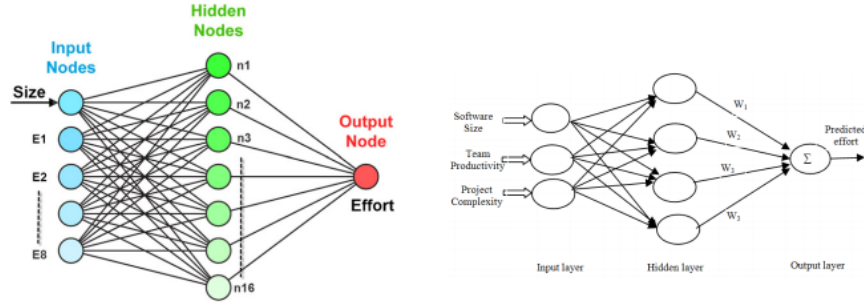 Hidden
Nodes
Input
Nodes
Size
E1
E2
E8
n1
n2
n3
n16
Output
Node
Effort
Software
Size
Team
Productivity
Project
Complexity
W1
W2
W3
W3
Σ
Predicted
effort
Input layer
Hidden layer
Output layer